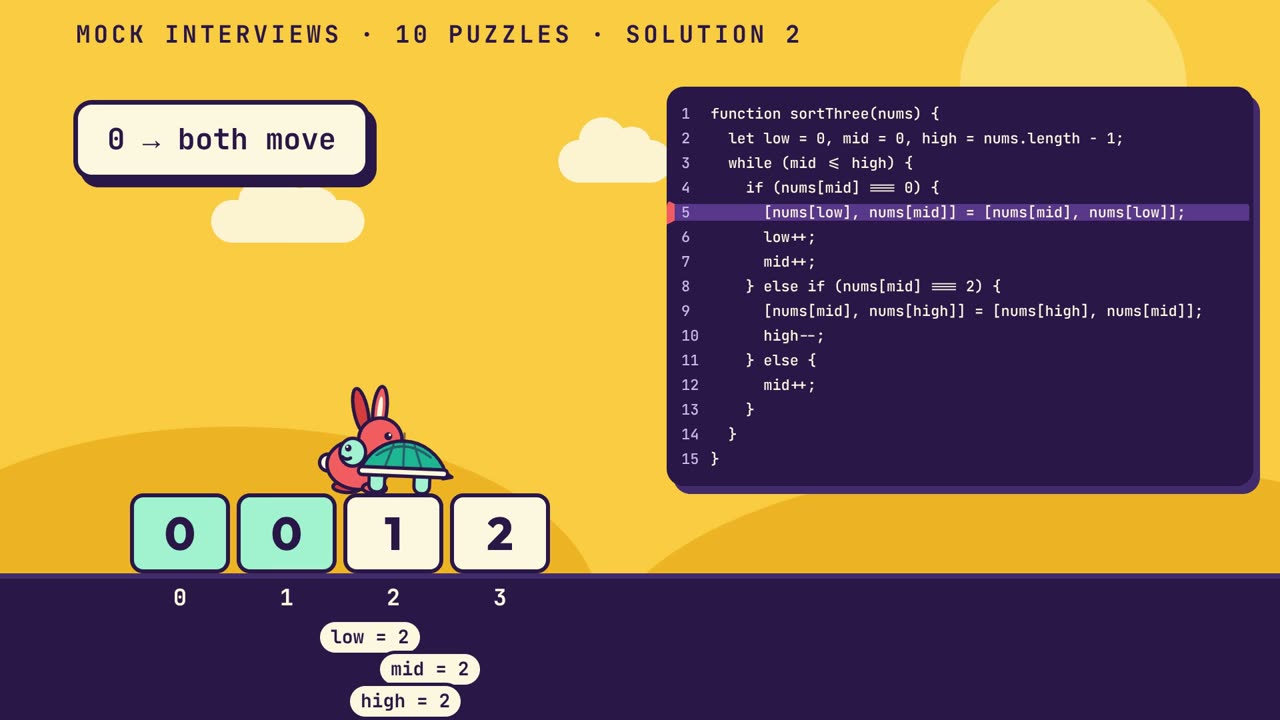 MOCK INTERVIEWS · 10 PUZZLES · SOLUTION 2
0 → both move
1 function sortThree(nums) {
2 let low = 0, mid = 0, high = nums.length - 1;
3 while (mid <= high) {
4 if (nums[mid] === 0) {
5 [nums[low], nums[mid]] = [nums[mid], nums[low]];
6 low++;
7 mid++;
8 } else if (nums[mid] === 2) {
9 [nums[mid], nums[high]] = [nums[high], nums[mid]];
10 high--;
11 } else {
12 mid++;
13 }
14 }
15 }
0 0 1 2
0 1 2 3
low = 2
mid = 2
high = 2